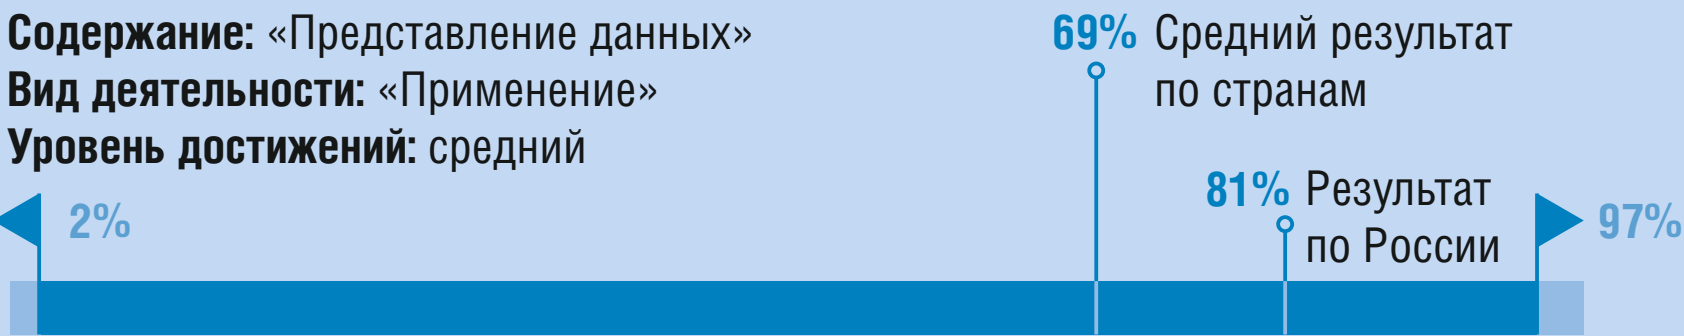 Содержание: «Представление данных»
Вид деятельности: «Применение»
Уровень достижений: средний
69% Средний результат
по странам
81% Результат
по России
2%
97%